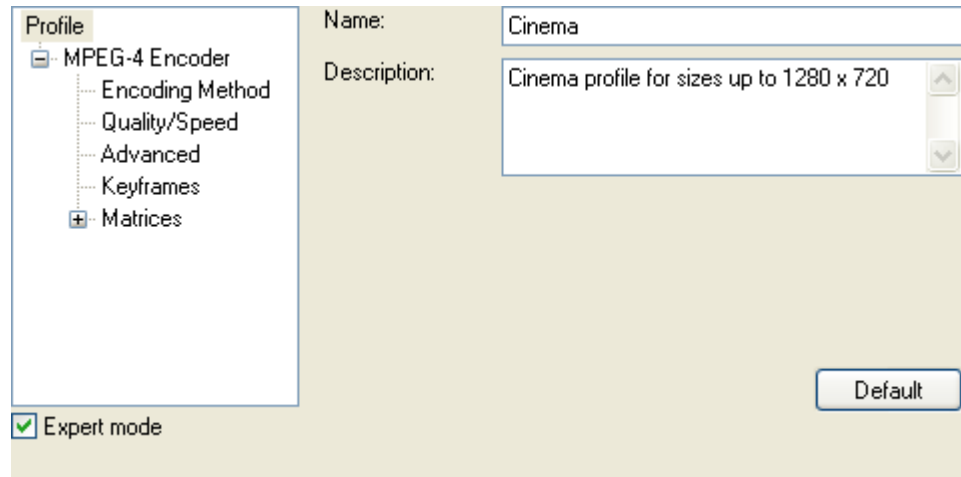 Profile
MPEG-4 Encoder
Encoding Method
Quality/Speed
Advanced
Keyframes
Matrices
Expert mode
Name: Cinema
Description: Cinema profile for sizes up to 1280 x 720
Default